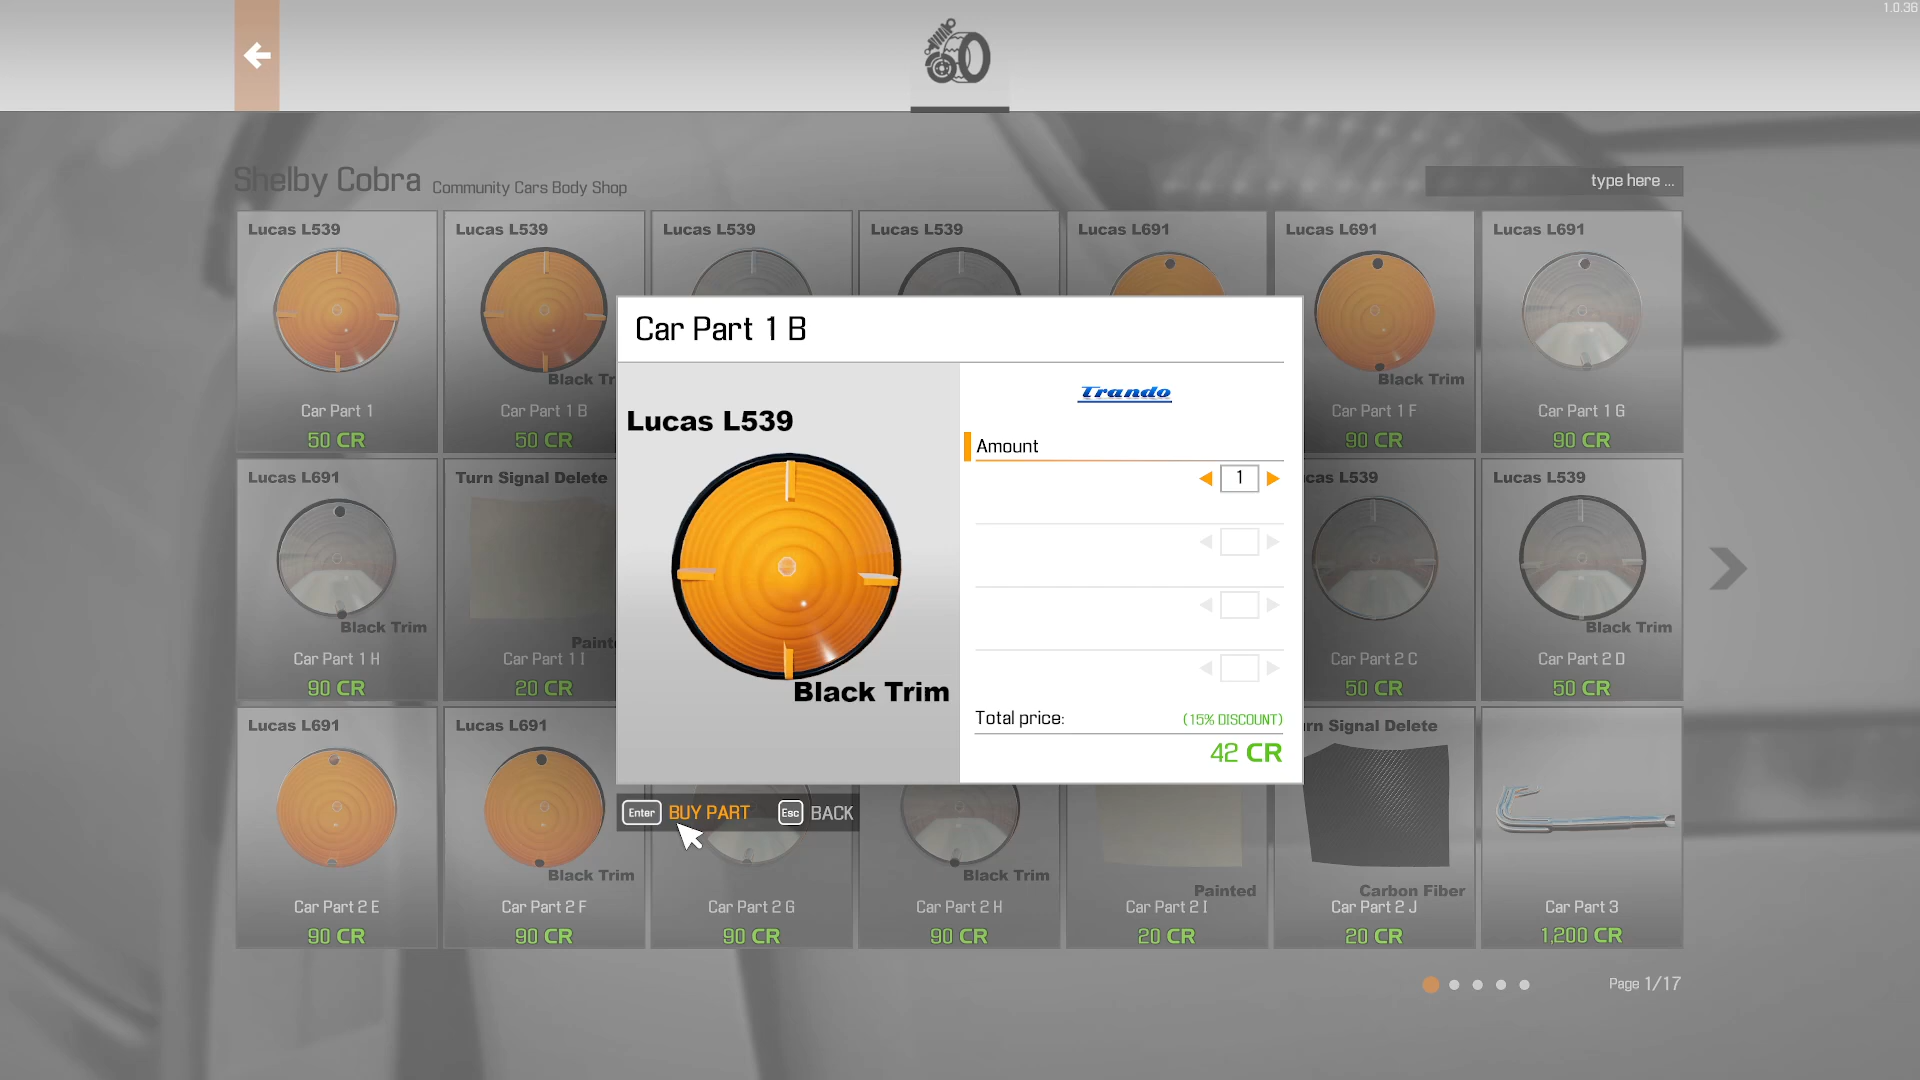 1.0.36
Shelby Cobra Community Cars Body Shop
type here ...
Lucas L539
Car Part 1
50 CR
Lucas L539
Black Tr
Car Part 1 B
50 CR
Lucas L539
Lucas L539
Lucas L691
Lucas L691
Black Trim
Car Part 1 F
90 CR
Lucas L691
Car Part 1 G
90 CR
Car Part 1 B
Lucas L539
Black Trim
Trando
Amount
1
Total price:
(15% DISCOUNT)
42 CR
Enter BUY PART Esc BACK
Lucas L691
Black Trim
Car Part 1 H
90 CR
Turn Signal Delete
Paint
Car Part 1 I
20 CR
cas L539
Car Part 2 C
50 CR
Lucas L539
Black Trim
Car Part 2 D
50 CR
Lucas L691
Car Part 2 E
90 CR
Lucas L691
Black Trim
Car Part 2 F
90 CR
Car Part 2 G
90 CR
Black Trim
Car Part 2 H
90 CR
Painted
Car Part 2 I
20 CR
rn Signal Delete
Carbon Fiber
Car Part 2 J
20 CR
Car Part 3
1,200 CR
Page 1/17